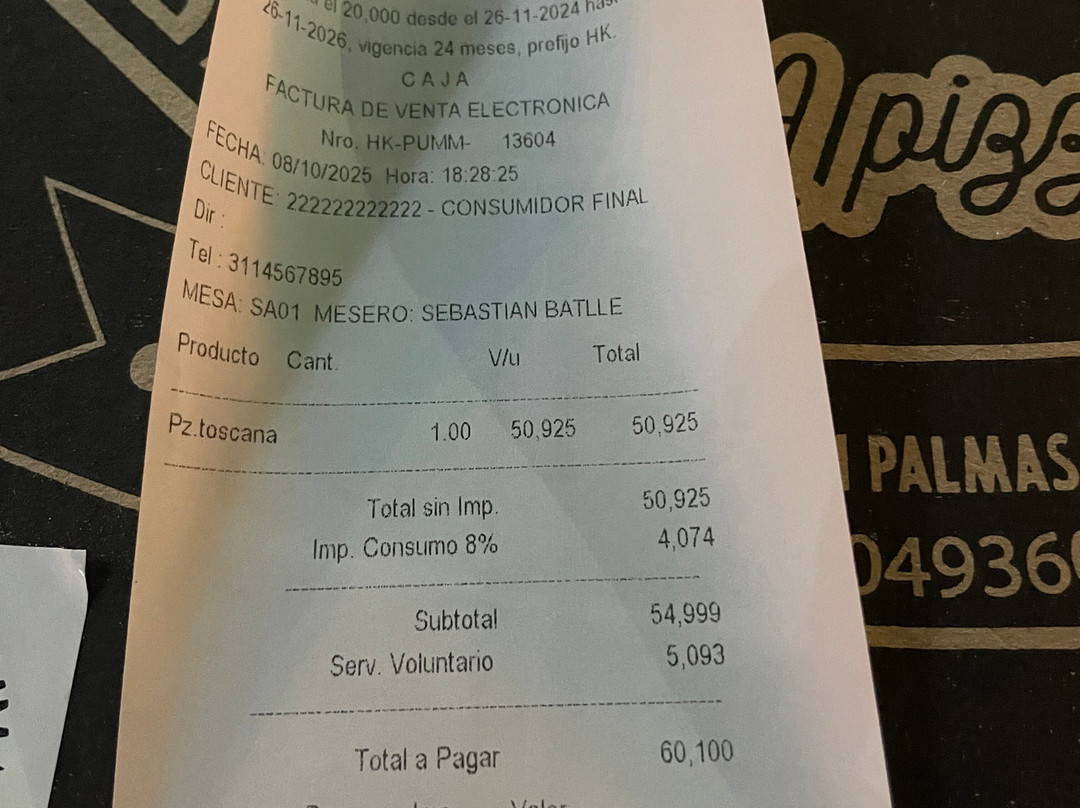 el 20,000 desde el 26-11-2024
26-11-2026, vigencia 24 meses, prefijo HK.
CAJA
FACTURA DE VENTA ELECTRONICA
Nro. HK-PUMM- 13604
FECHA: 08/10/2025 Hora: 18:28:25
CLIENTE: 222222222222 - CONSUMIDOR FINAL
Dir :
Tel : 3114567895
MESA: SA01 MESERO: SEBASTIAN BATLLE
Producto Cant. V/u Total
Pz.toscana 1.00 50,925 50,925
Total sin Imp. 50,925
Imp. Consumo 8% 4,074
Subtotal 54,999
Serv. Voluntario 5,093
Total a Pagar 60,100
Valor
Apizz
PALMAS
04936